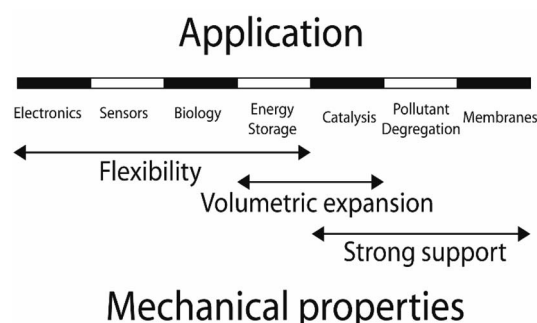 Application
Electronics Sensors Biology Energy Storage Catalysis Pollutant Degregation Membranes
Flexibility
Volumetric expansion
Strong support
Mechanical properties